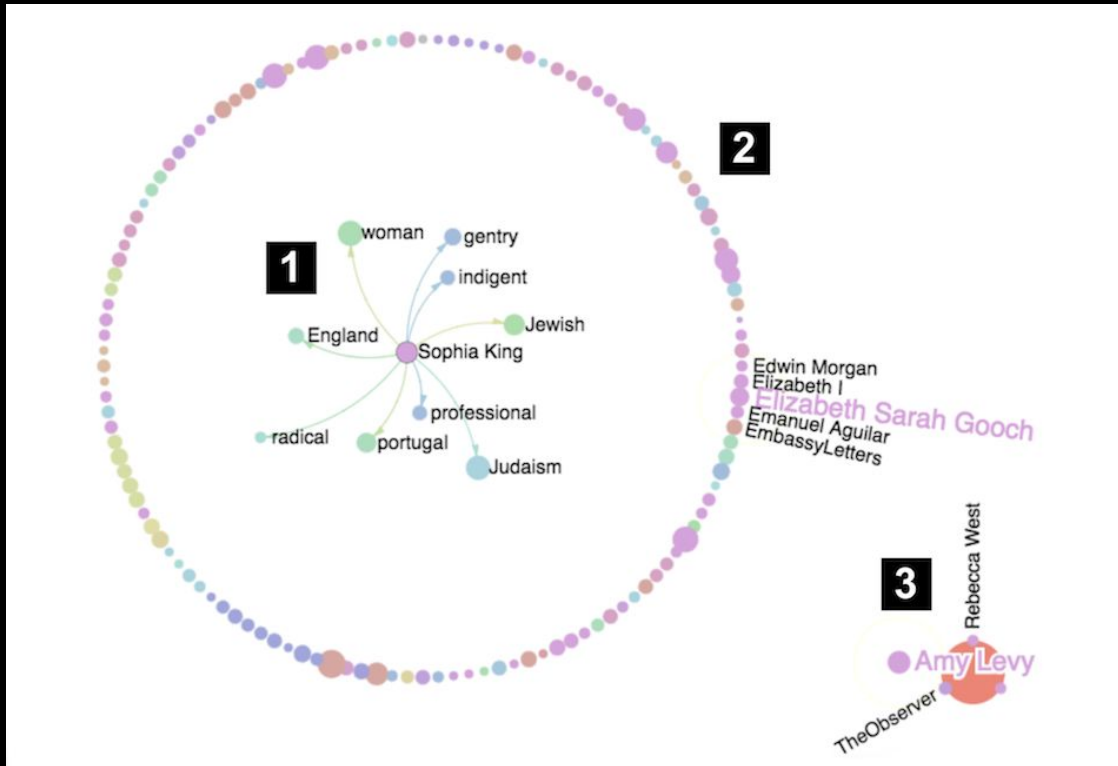 2
woman
gentry
1
indigent
Jewish
England
Sophia King
Edwin Morgan
Elizabeth I
Elizabeth Sarah Gooch
professional
Emanuel Aguilar
radical
portugal
EmbassyLetters
Judaism
Rebecca West
3
Amy Levy
TheObserver